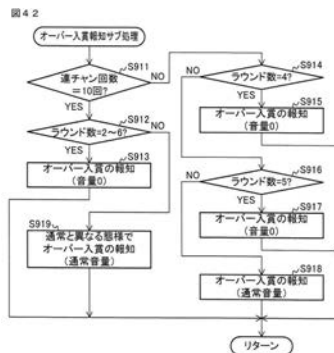 図42
オーバー入賞報知サブ処理
S911
連チャン回数
=10回?
NO
YES
S912
ラウンド数=2～6?
NO
YES
S913
オーバー入賞の報知
(音量0)
S919
通常と異なる態様で
オーバー入賞の報知
(通常音量)
S914
ラウンド数=4?
NO
YES
S915
オーバー入賞の報知
(音量0)
S916
ラウンド数=5?
NO
YES
S917
オーバー入賞の報知
(音量0)
S918
オーバー入賞の報知
(通常音量)
リターン